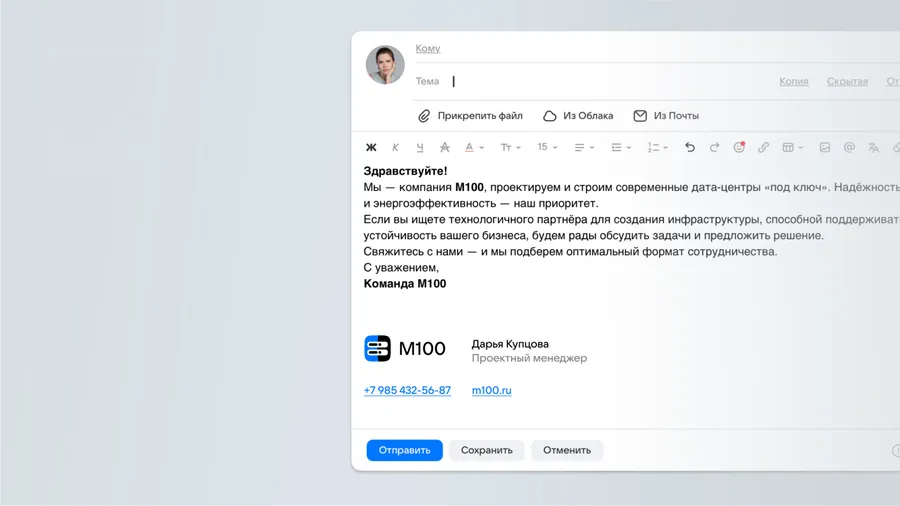 Кому
Тема
Копия Скрытая От
Прикрепить файл Из Облака Из Почты
Ж К Ч А А Тт 15
Здравствуйте!
Мы — компания М100, проектируем и строим современные дата-центры «под ключ». Надёжность
и энергоэффективность — наш приоритет.
Если вы ищете технологичного партнёра для создания инфраструктуры, способной поддерживат
устойчивость вашего бизнеса, будем рады обсудить задачи и предложить решение.
Свяжитесь с нами — и мы подберем оптимальный формат сотрудничества.
С уважением,
Команда М100
М100
Дарья Купцова
Проектный менеджер
+7 985 432-56-87 m100.ru
Отправить Сохранить Отменить